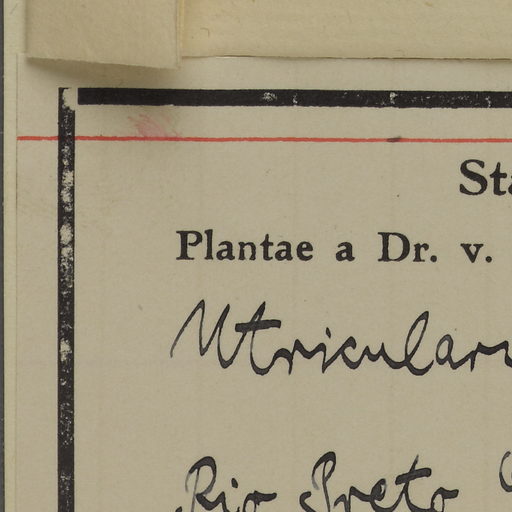 Sta
Plantae a Dr. v.
Utricular
Rio Preto